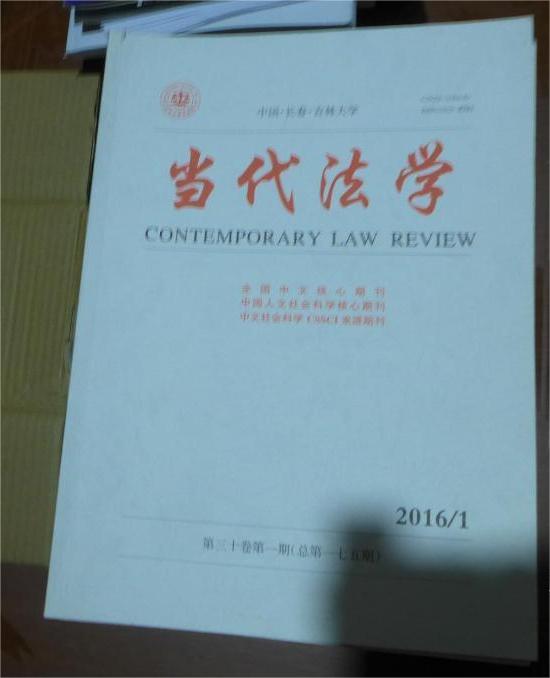 中国·长春·吉林大学
当代法学
CONTEMPORARY LAW REVIEW
全国中文核心期刊
中国人文社会科学核心期刊
中文社会科学CSSCI来源期刊
2016/1
第三十卷第一期(总第一七五期)